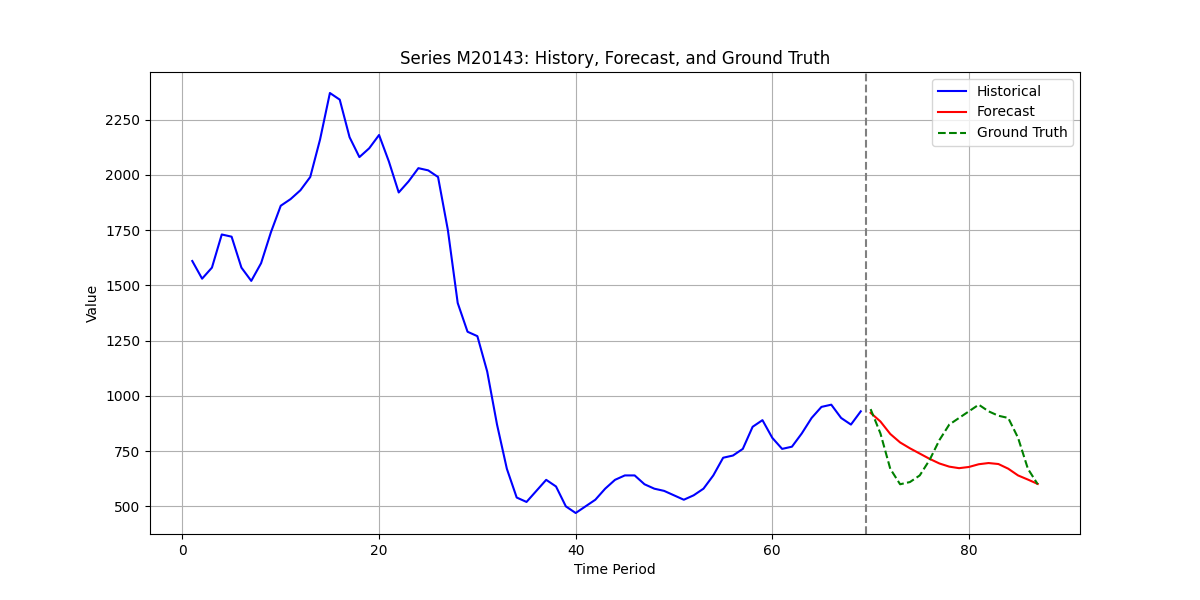 Series M20143: History, Forecast, and Ground Truth
Historical
Forecast
Ground Truth
2250
2000
1750
1500
1250
1000
750
500
Value
0
20
40
60
80
Time Period